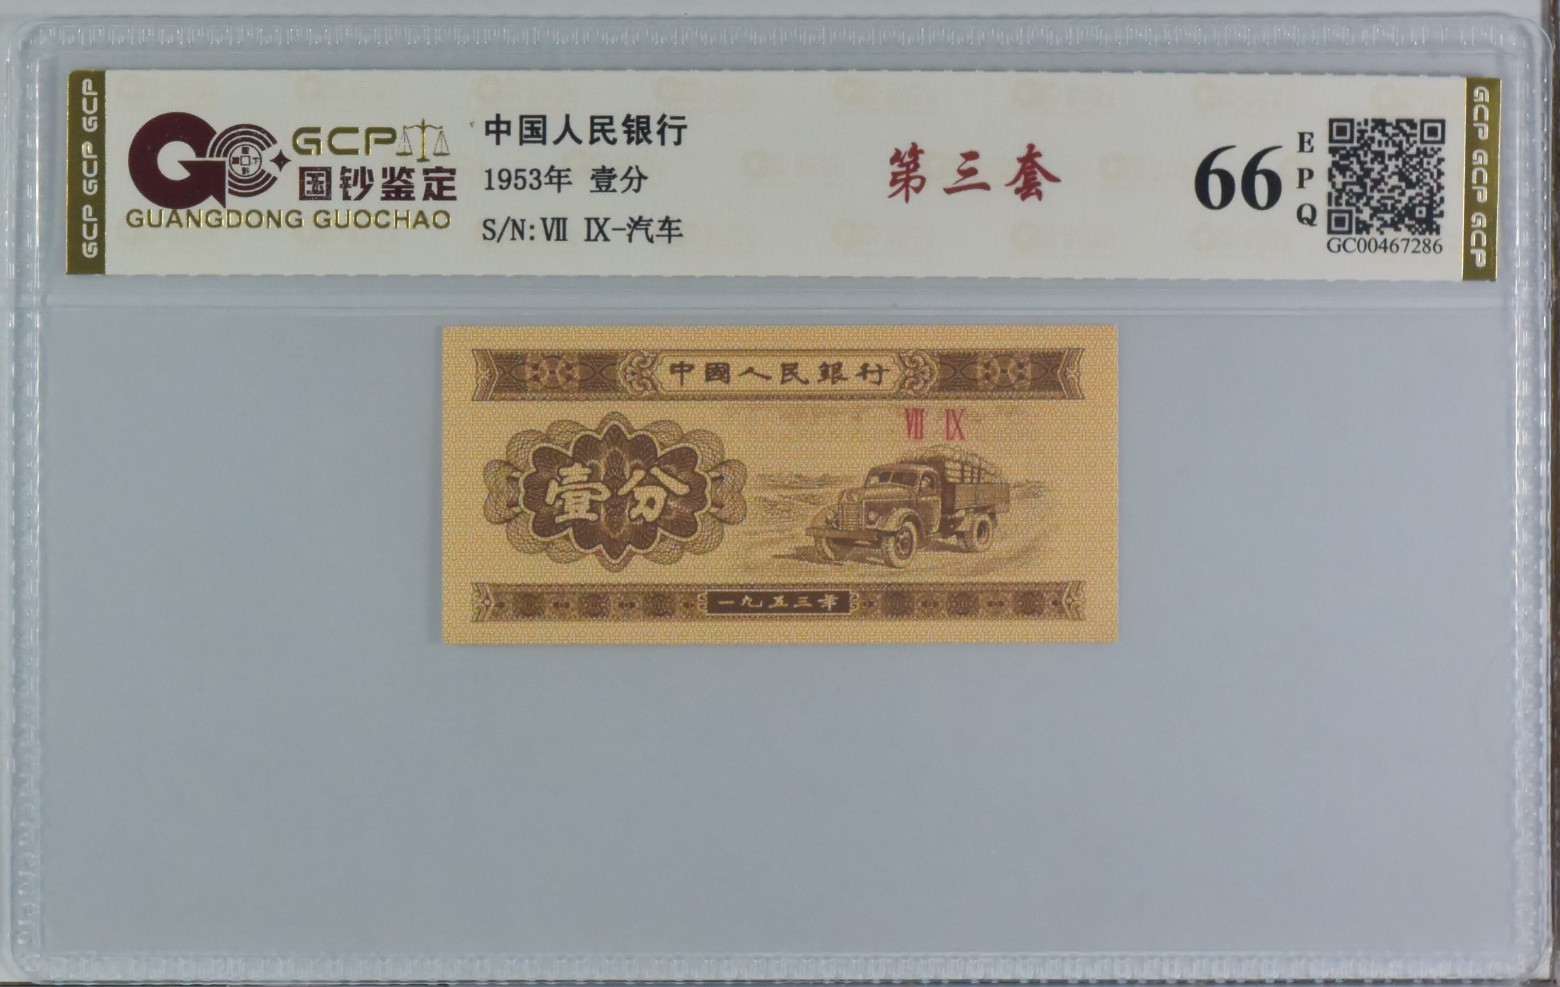 GCP GCP GCP
GCP
国钞鉴定
GUANGDONG GUOCHAO
中国人民银行
1953年 壹分
S/N:Ⅶ Ⅸ-汽车
第三套
66
EPQ
GC00467286
GCP GCP GCP
中國人民銀行
Ⅶ Ⅸ
壹分
一九五三年